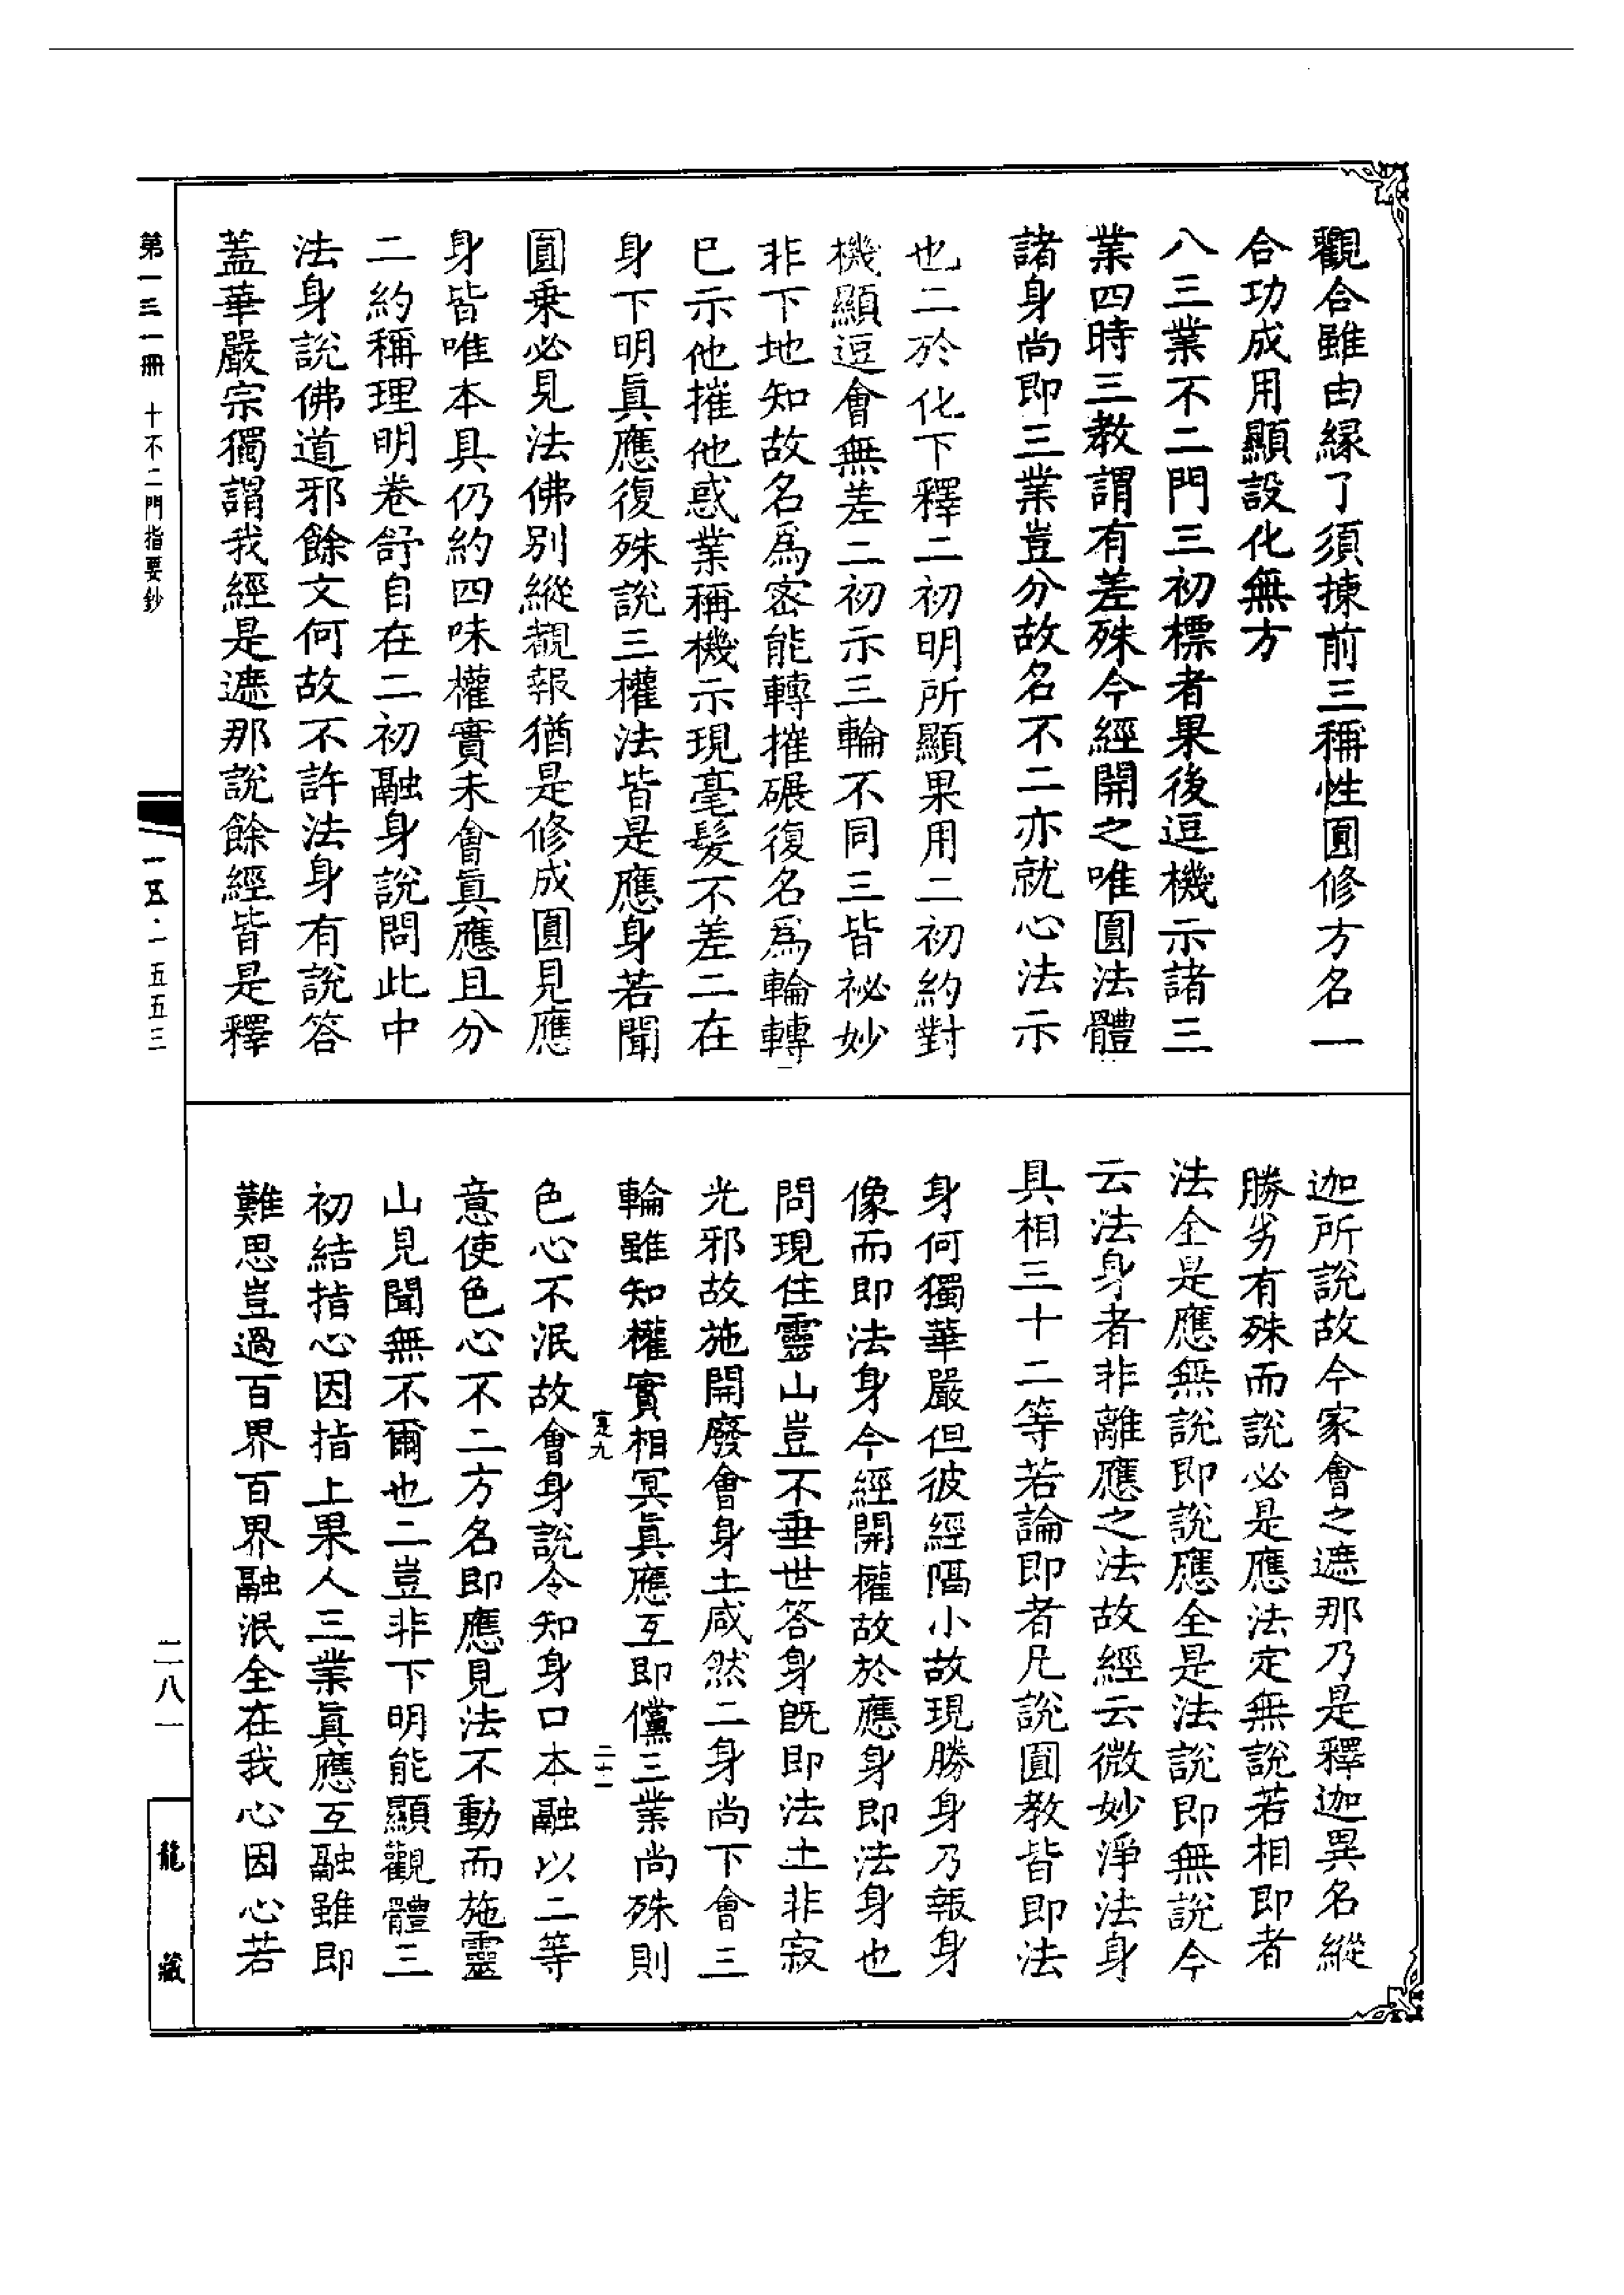 觀合雖由緣了須揀前三稱性圓修方名一
合功成用顯設化無方
八三業不二門三初標者果後逗機示諸三
業四時三教謂有差殊今經開之唯圓法體
諸身尚即三業豈分故名不二亦就心法示
也二於化下釋二初明所顯果用二初約對
機顯逗會無差二初示三輪不同三皆祕妙
非下地知故名爲密能轉摧碾復名爲輪轉
巳示他摧他惑業稱機示現毫髮不差二在
身下明眞應復殊說三權法皆是應身若聞
圓乗必見法佛別縱覩報猶是修成圓見應
身皆唯本具仍約四味權實未會眞應且分
二約稱理明卷舒自在二初融身說問此中
法身說佛道邪餘文何故不許法身有說答
蓋華嚴宗獨謂我經是遮那說餘經皆是釋
迦所說故今家會之遮那乃是釋迦異名縱
勝劣有殊而說必是應法定無說若相即者
法全是應無說即說應全是法說即無說今
云法身者非離應之法故經云微妙淨法身
具相三十二等若論即者凡說圓教皆即法
身何獨華嚴但彼經隔小故現勝身乃報身
像而即法身今經開權故於應身即法身也
問現住靈山豈不垂世答身既即法土非寂
光邪故施開廢會身土咸然二身尚下會三
輪雖知權實相冥眞應互即儻三業尚殊則
色心不泯故會身說令知身口本融以二等
意使色心不二方名即應見法不動而施靈
山見聞無不爾也二豈非下明能顯觀體三
初結指心因指上果人三業眞應互融雖即
難思豈過百界百界融泯全在我心因心若
寔九
二十一
第一三一冊 十不二門指要鈔
一五五·一五五三
二八一
龍藏